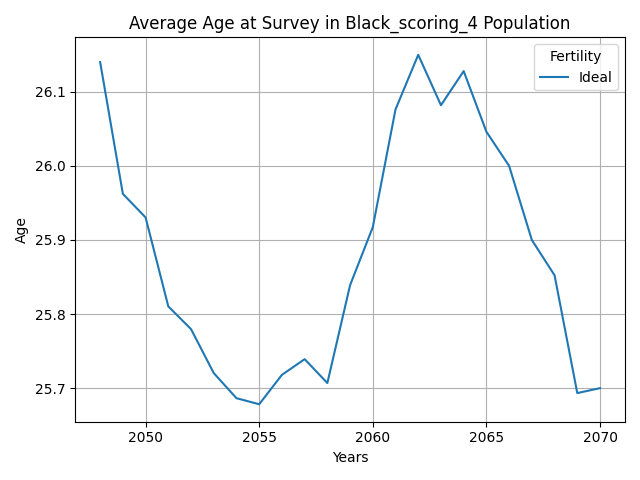 Average Age at Survey in Black_scoring_4 Population
Fertility
Ideal
26.1
26.0
25.9
25.8
25.7
Age
2050 2055 2060 2065 2070
Years